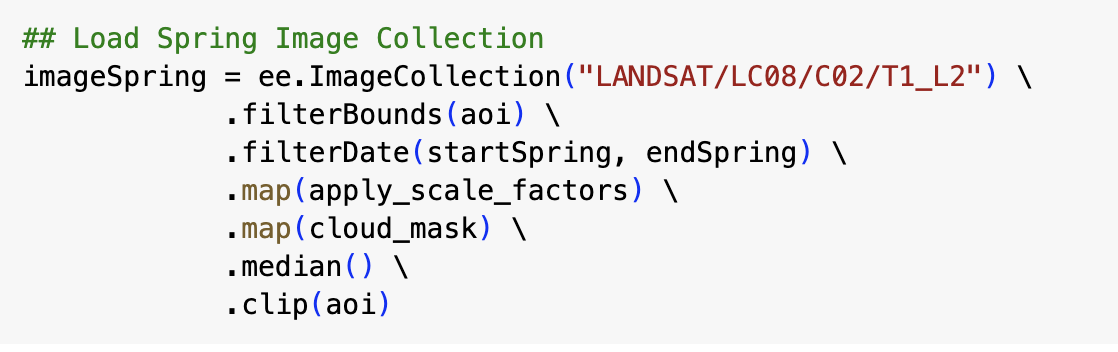 ## Load Spring Image Collection
imageSpring = ee.ImageCollection("LANDSAT/LC08/C02/T1_L2") \
            .filterBounds(aoi) \
            .filterDate(startSpring, endSpring) \
            .map(apply_scale_factors) \
            .map(cloud_mask) \
            .median() \
            .clip(aoi)